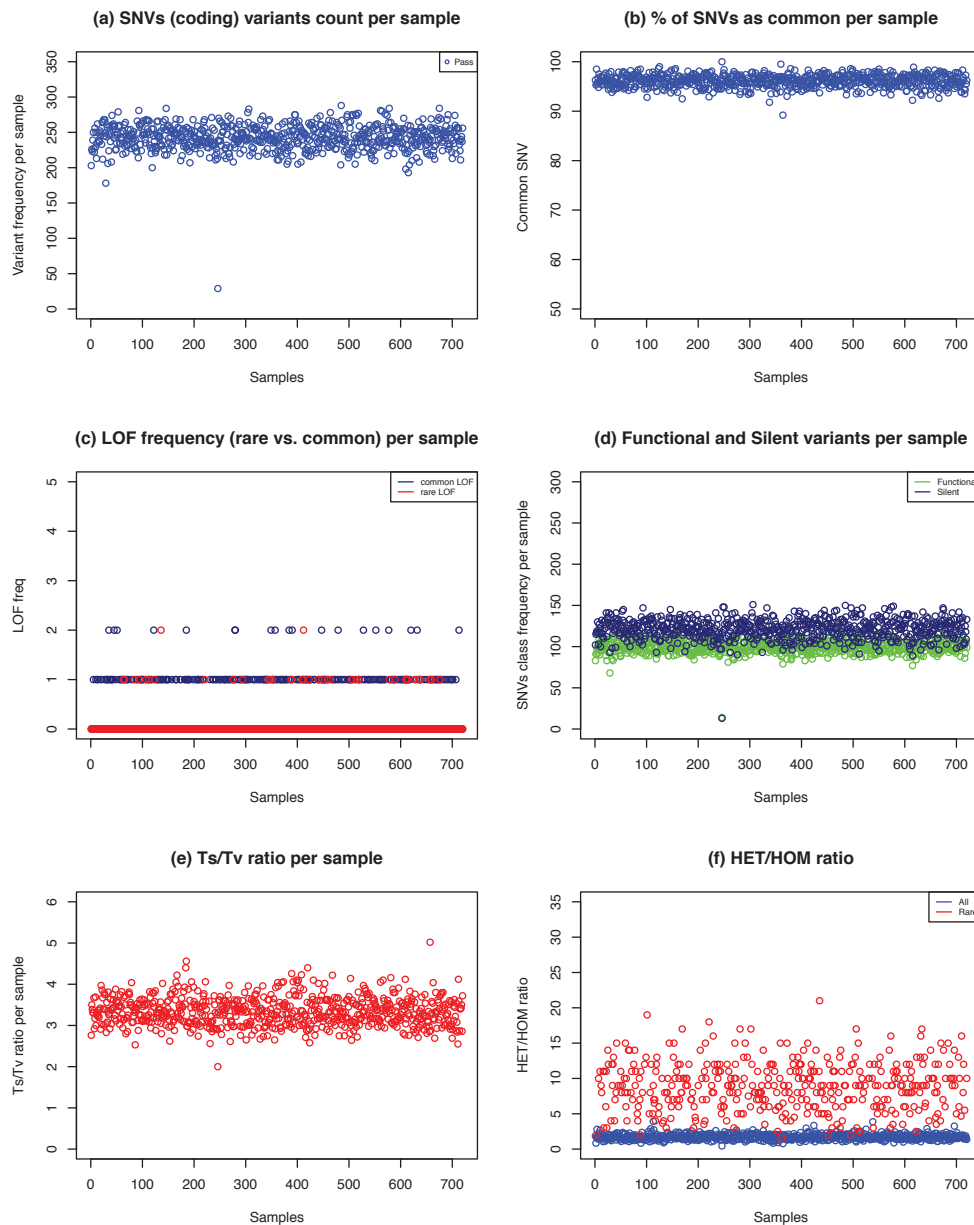 (a) SNVs (coding) variants count per sample
Variant frequency per sample
350
300
250
200
150
100
50
0
Pass
0 100 200 300 400 500 600 700
Samples
(b) % of SNVs as common per sample
Common SNV
100
90
80
70
60
50
0 100 200 300 400 500 600 700
Samples
(c) LOF frequency (rare vs. common) per sample
LOF freq
5
4
3
2
1
0
common LOF
rare LOF
0 100 200 300 400 500 600 700
Samples
(d) Functional and Silent variants per sample
SNVs class frequency per sample
300
250
200
150
100
50
0
Functional
Silent
0 100 200 300 400 500 600 700
Samples
(e) Ts/Tv ratio per sample
Ts/Tv ratio per sample
6
5
4
3
2
1
0
0 100 200 300 400 500 600 700
Samples
(f) HET/HOM ratio
HET/HOM ratio
35
30
25
20
15
10
5
0
All
Rare
0 100 200 300 400 500 600 700
Samples